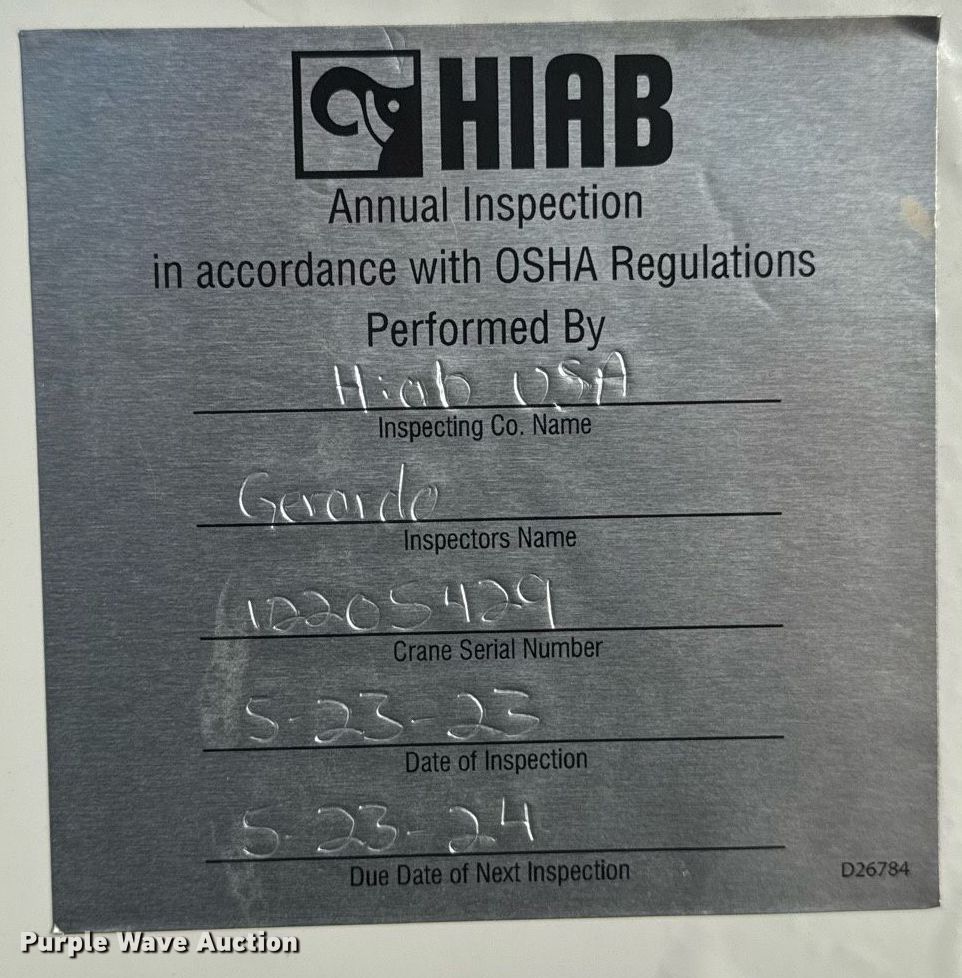 HIAB
Annual Inspection
in accordance with OSHA Regulations
Performed By
Hiab USA
Inspecting Co. Name
Gerardo
Inspectors Name
12205429
Crane Serial Number
5-23-23
Date of Inspection
5-23-24
Due Date of Next Inspection
D26784
Purple Wave Auction